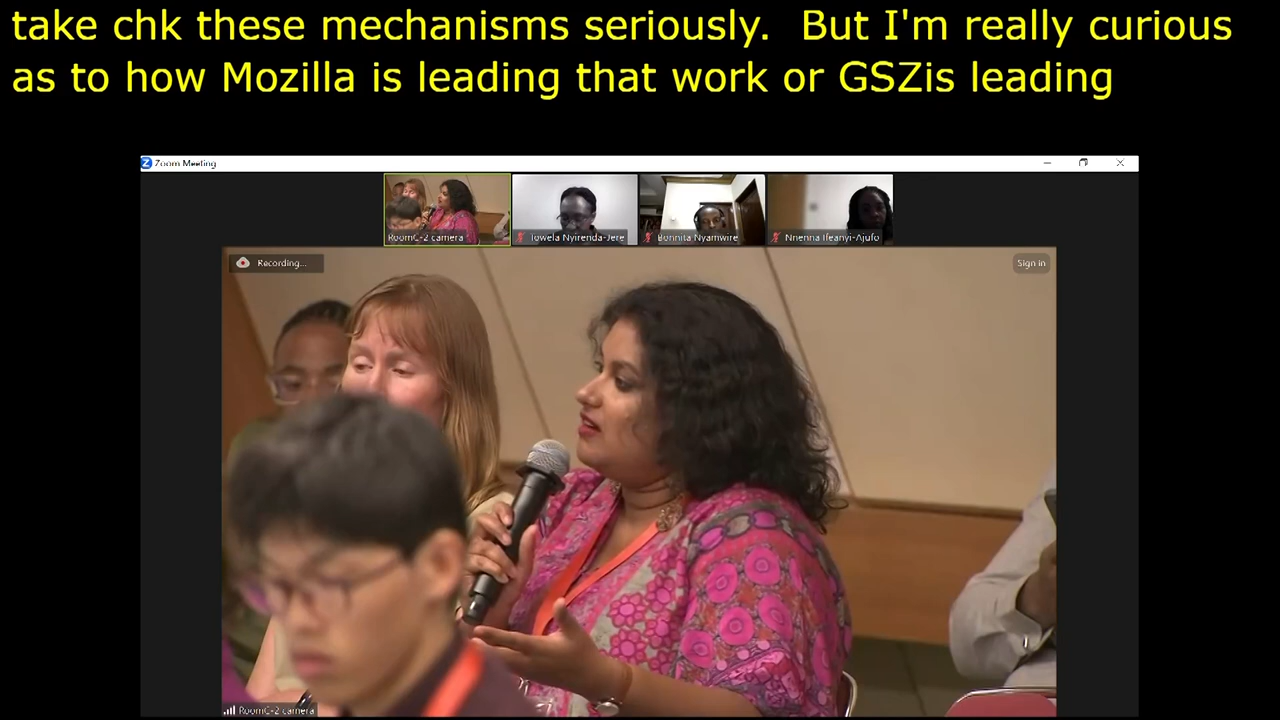 take chk these mechanisms seriously.  But I'm really curious
as to how Mozilla is leading that work or GSZis leading
Zoom Meeting
RoomC-2 camera
Towela Nyirenda-Jere
Bonnita Nyamwire
Nnenna Ifeanyi-Ajufo
Recording...
Sign in
RoomC-2 camera